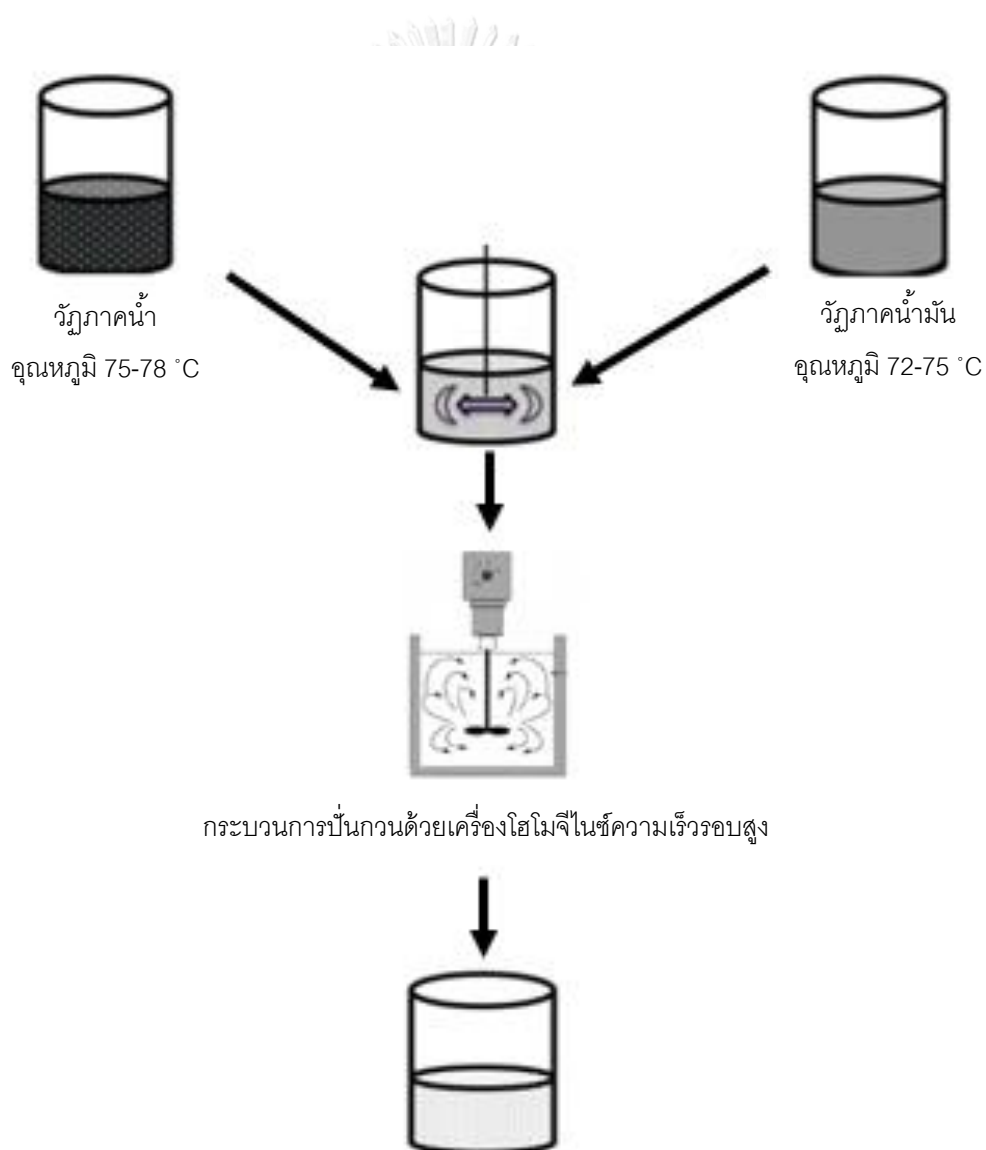 วัฏภาคน้ำ
อุณหภูมิ 75-78 ˚C
วัฏภาคน้ำมัน
อุณหภูมิ 72-75 ˚C
กระบวนการปั่นกวนด้วยเครื่องโฮโมจีไนซ์ความเร็วรอบสูง